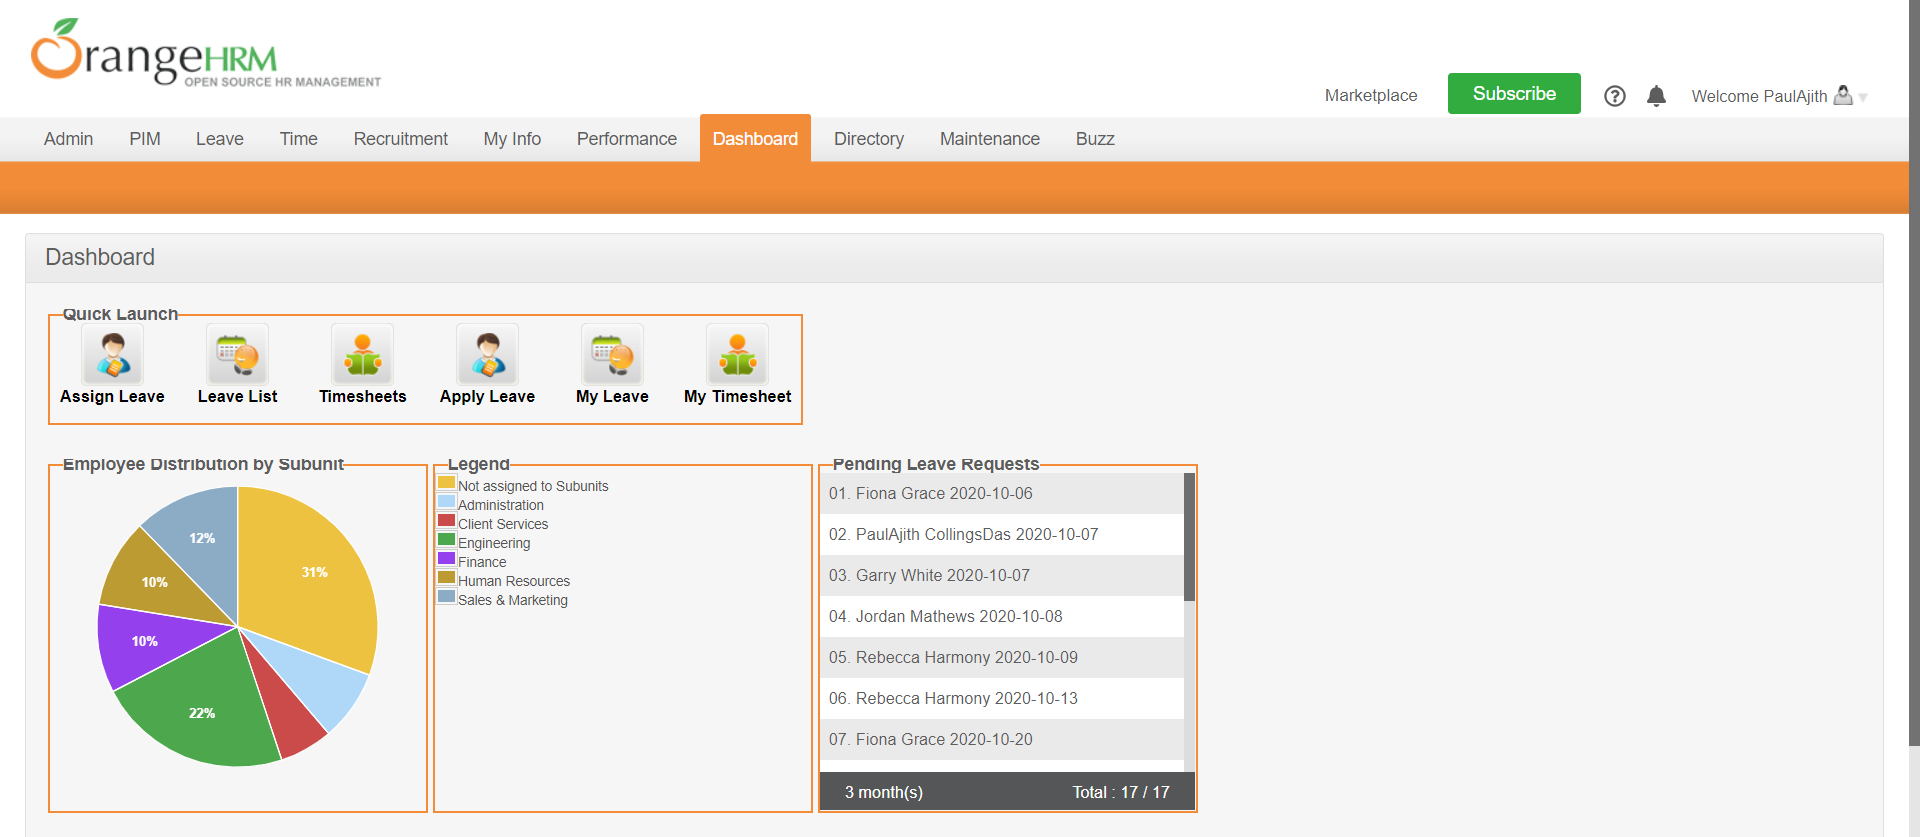 OrangeHRM
OPEN SOURCE HR MANAGEMENT
Marketplace
Subscribe
?
Welcome PaulAjith
Admin
PIM
Leave
Time
Recruitment
My Info
Performance
Dashboard
Directory
Maintenance
Buzz
Dashboard
Quick Launch
Assign Leave
Leave List
Timesheets
Apply Leave
My Leave
My Timesheet
Employee Distribution by Subunit
31%
22%
10%
10%
12%
Legend
Not assigned to Subunits
Administration
Client Services
Engineering
Finance
Human Resources
Sales & Marketing
Pending Leave Requests
01. Fiona Grace 2020-10-06
02. PaulAjith CollingsDas 2020-10-07
03. Garry White 2020-10-07
04. Jordan Mathews 2020-10-08
05. Rebecca Harmony 2020-10-09
06. Rebecca Harmony 2020-10-13
07. Fiona Grace 2020-10-20
3 month(s)
Total : 17 / 17